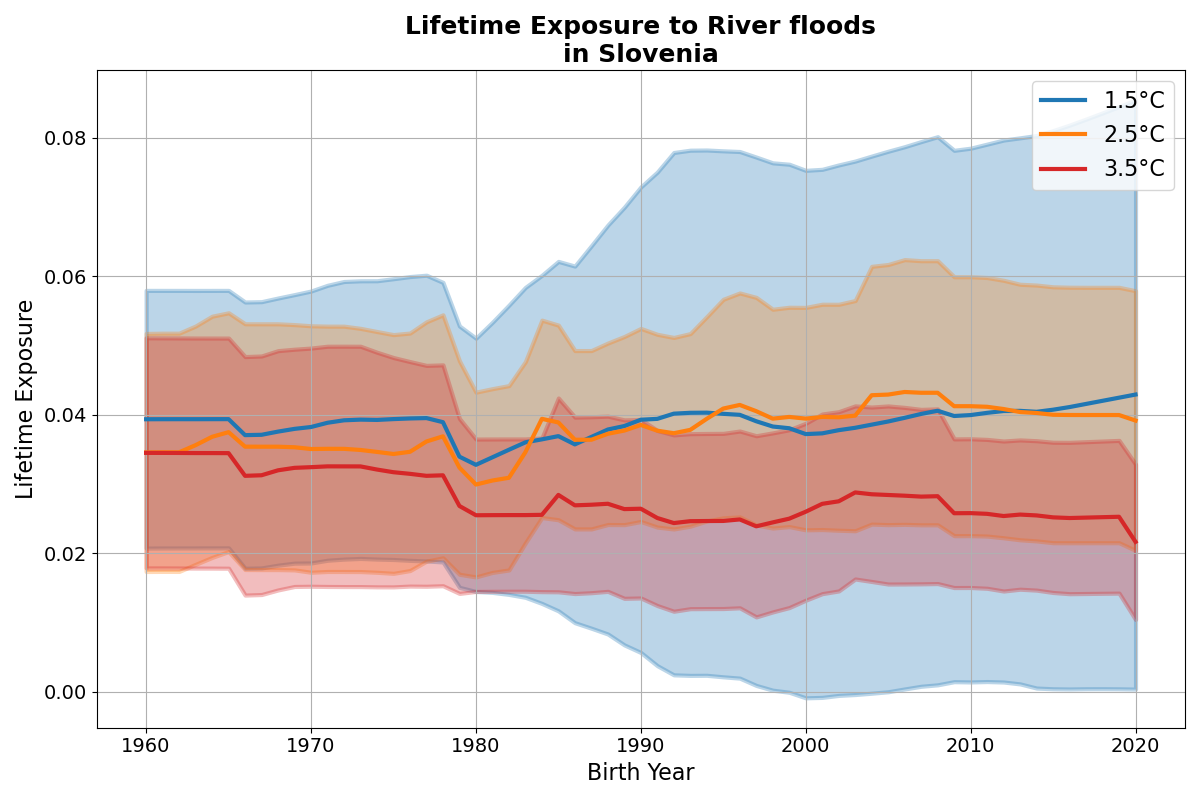 Lifetime Exposure to River floods
in Slovenia
1.5°C
2.5°C
3.5°C
Lifetime Exposure
0.08
0.06
0.04
0.02
0.00
1960 1970 1980 1990 2000 2010 2020
Birth Year